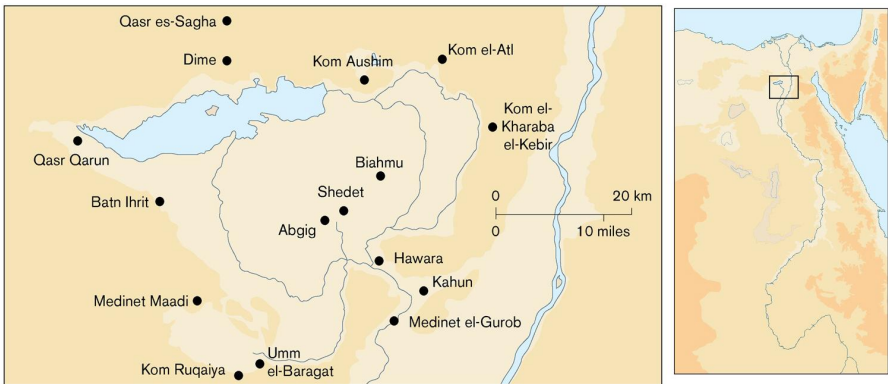 Qasr es-Sagha
Dime
Kom Aushim
Kom el-Atl
Kom el-
Kharaba
el-Kebir
Qasr Qarun
Biahmu
Shedet
Batn Ihrit
Abgig
0
20 km
0
10 miles
Hawara
Kahun
Medinet Maadi
Medinet el-Gurob
Umm
el-Baragat
Kom Ruqaiya